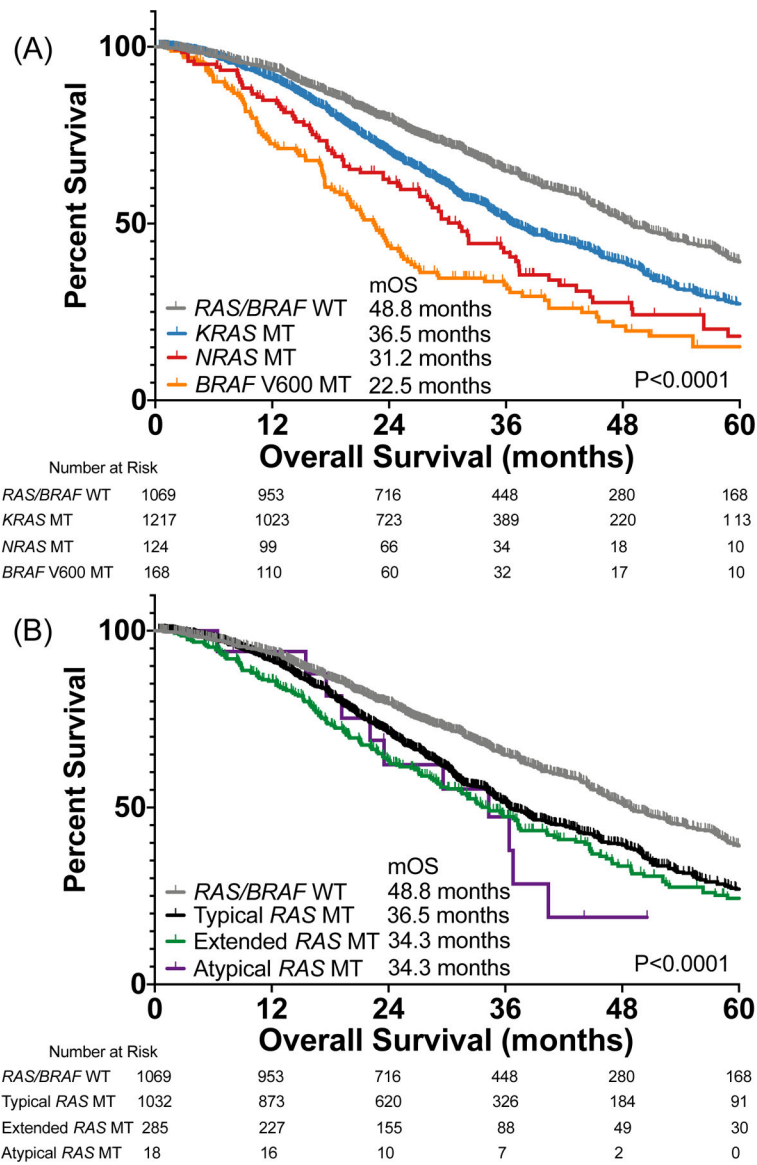 (A)
100
50
0
Percent Survival
mOS
RAS/BRAF WT 48.8 months
KRAS MT 36.5 months
NRAS MT 31.2 months
BRAF V600 MT 22.5 months
P<0.0001
0 12 24 36 48 60
Overall Survival (months)
Number at Risk
RAS/BRAF WT 1069 953 716 448 280 168
KRAS MT 1217 1023 723 389 220 113
NRAS MT 124 99 66 34 18 10
BRAF V600 MT 168 110 60 32 17 10
(B)
100
50
0
Percent Survival
mOS
RAS/BRAF WT 48.8 months
Typical RAS MT 36.5 months
Extended RAS MT 34.3 months
Atypical RAS MT 34.3 months
P<0.0001
0 12 24 36 48 60
Overall Survival (months)
Number at Risk
RAS/BRAF WT 1069 953 716 448 280 168
Typical RAS MT 1032 873 620 326 184 91
Extended RAS MT 285 227 155 88 49 30
Atypical RAS MT 18 16 10 7 2 0